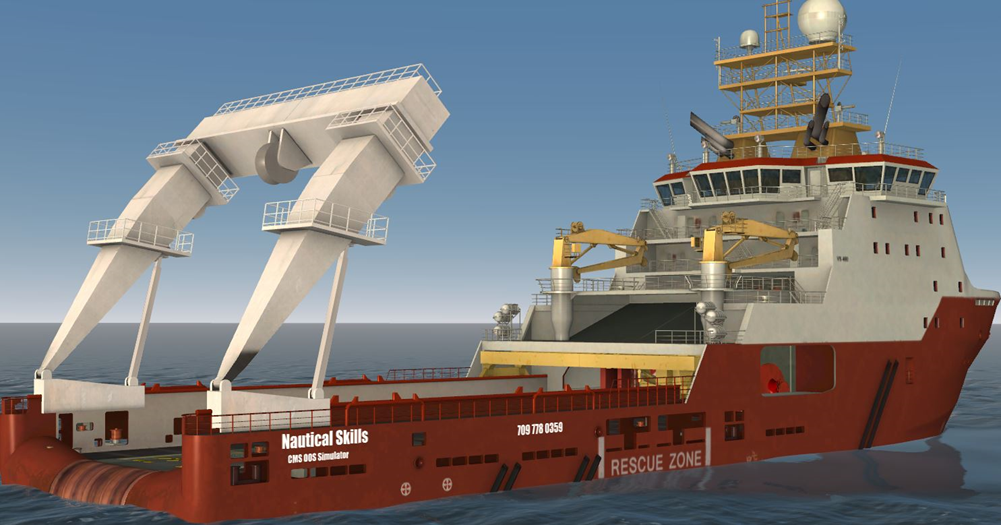 Nautical Skills
CMS OOS Simulator
709 778 0359
RESCUE ZONE